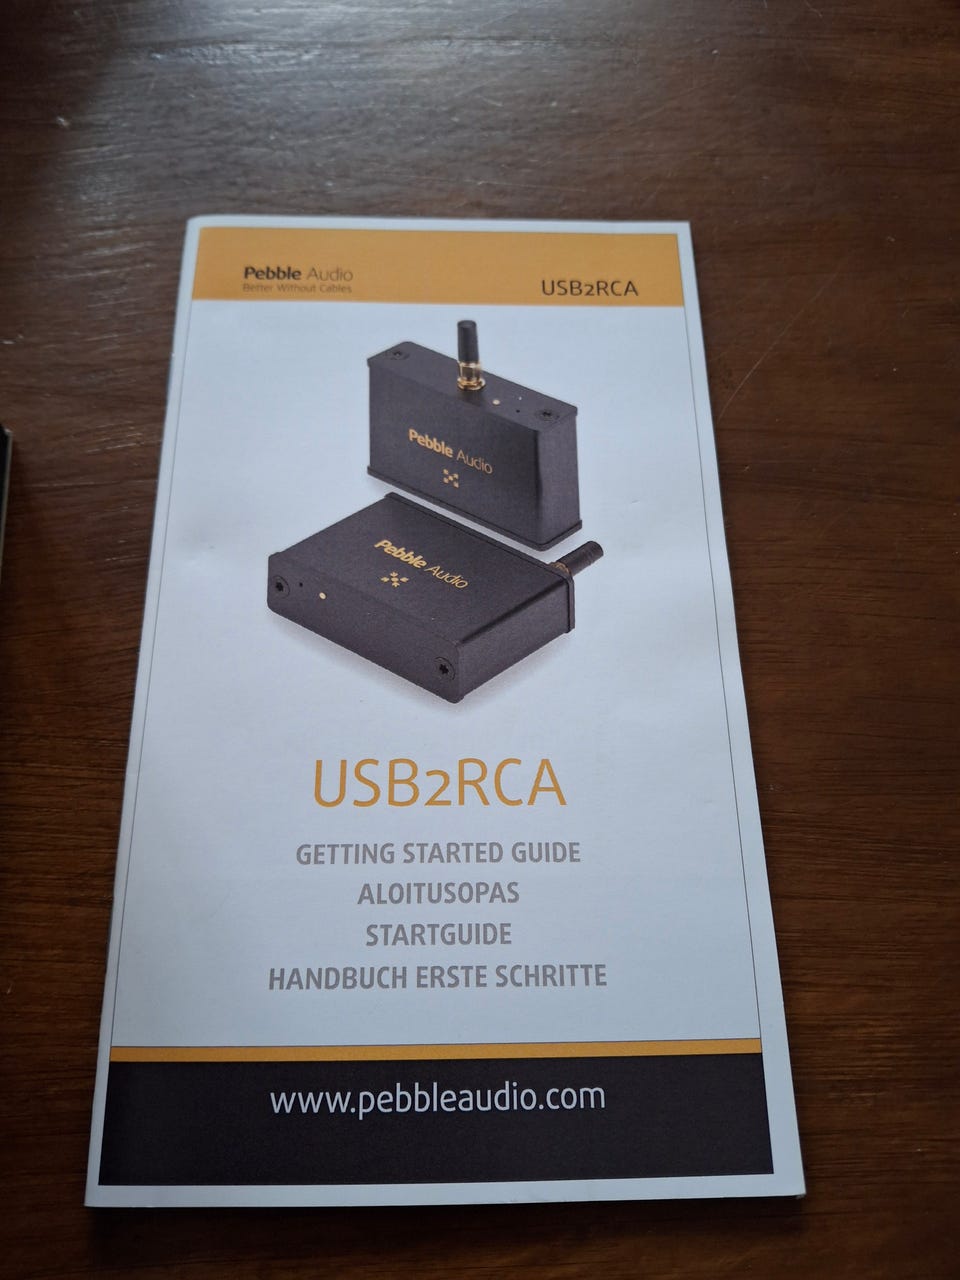 Pebble Audio
Better Without Cables
USB2RCA
Pebble Audio
Pebble Audio
USB2RCA
GETTING STARTED GUIDE
ALOITUSOPAS
STARTGUIDE
HANDBUCH ERSTE SCHRITTE
www.pebbleaudio.com